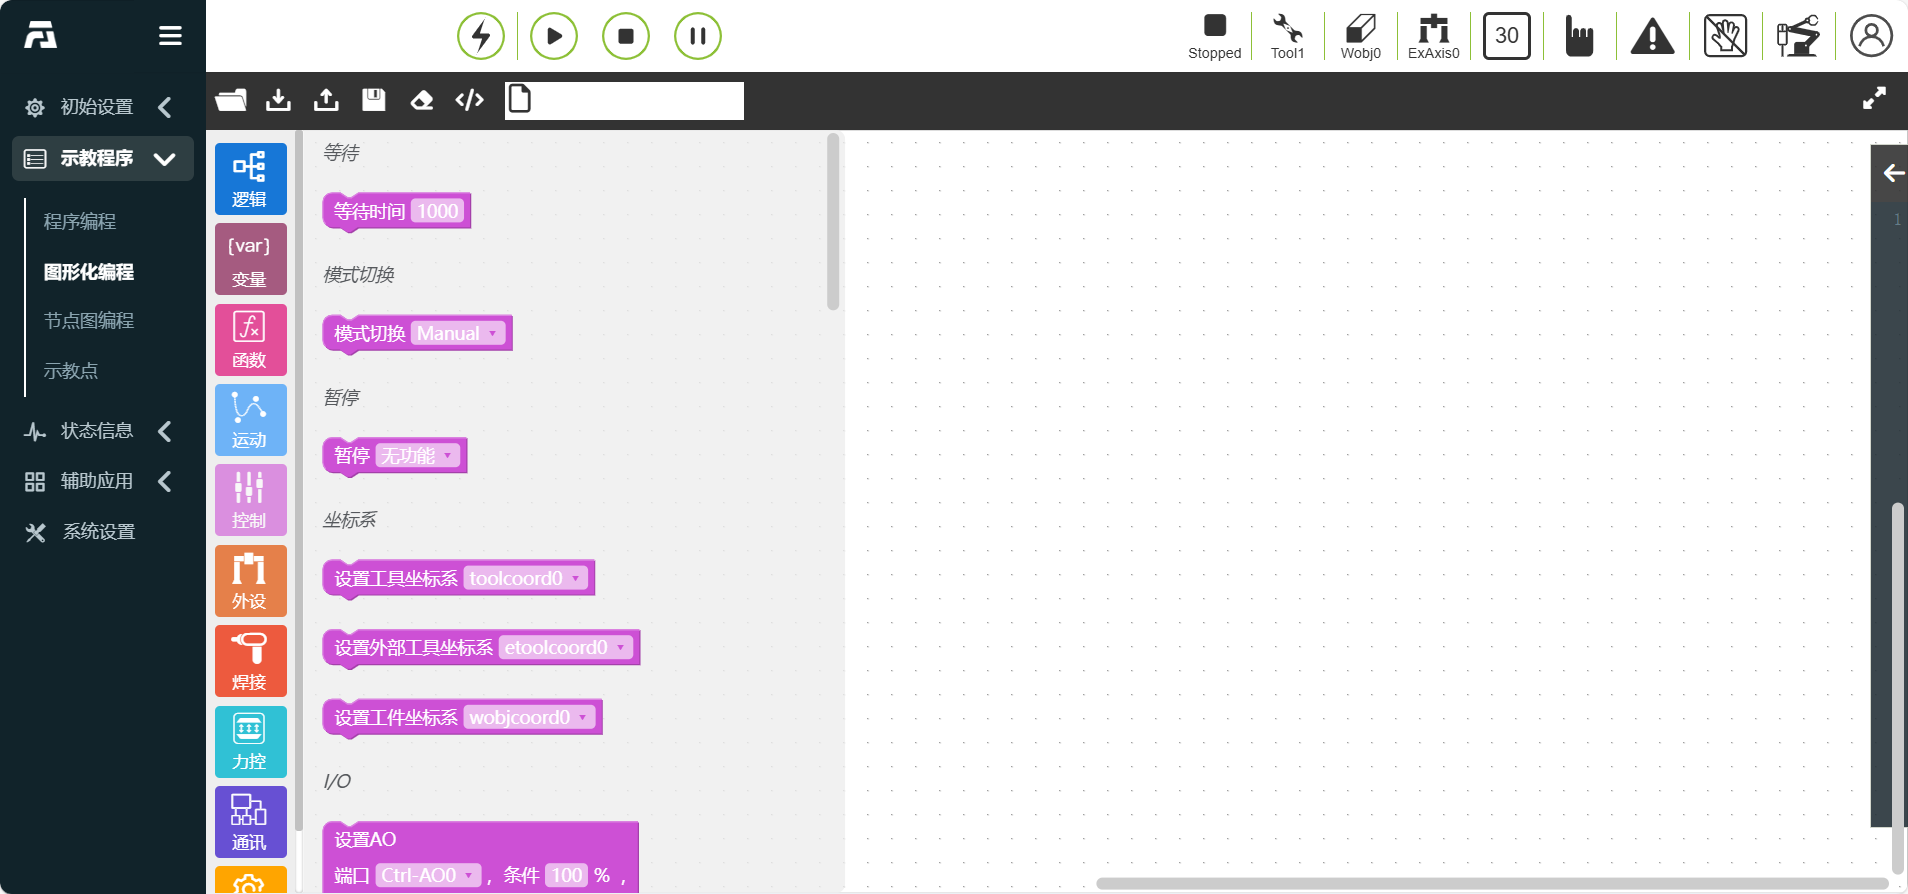 Stopped
Tool1
Wobj0
ExAxis0
30
初始设置
示教程序
程序编程
图形化编程
节点图编程
示教点
状态信息
辅助应用
系统设置
逻辑
{var}
变量
fx
函数
运动
控制
外设
焊接
力控
通讯
等待
等待时间 1000
模式切换
模式切换 Manual
暂停
暂停 无功能
坐标系
设置工具坐标系 toolcoord0
设置外部工具坐标系 etoolcoord0
设置工件坐标系 wobjcoord0
I/O
设置AO
端口 Ctrl-AO0 ，条件 100 % ，
1